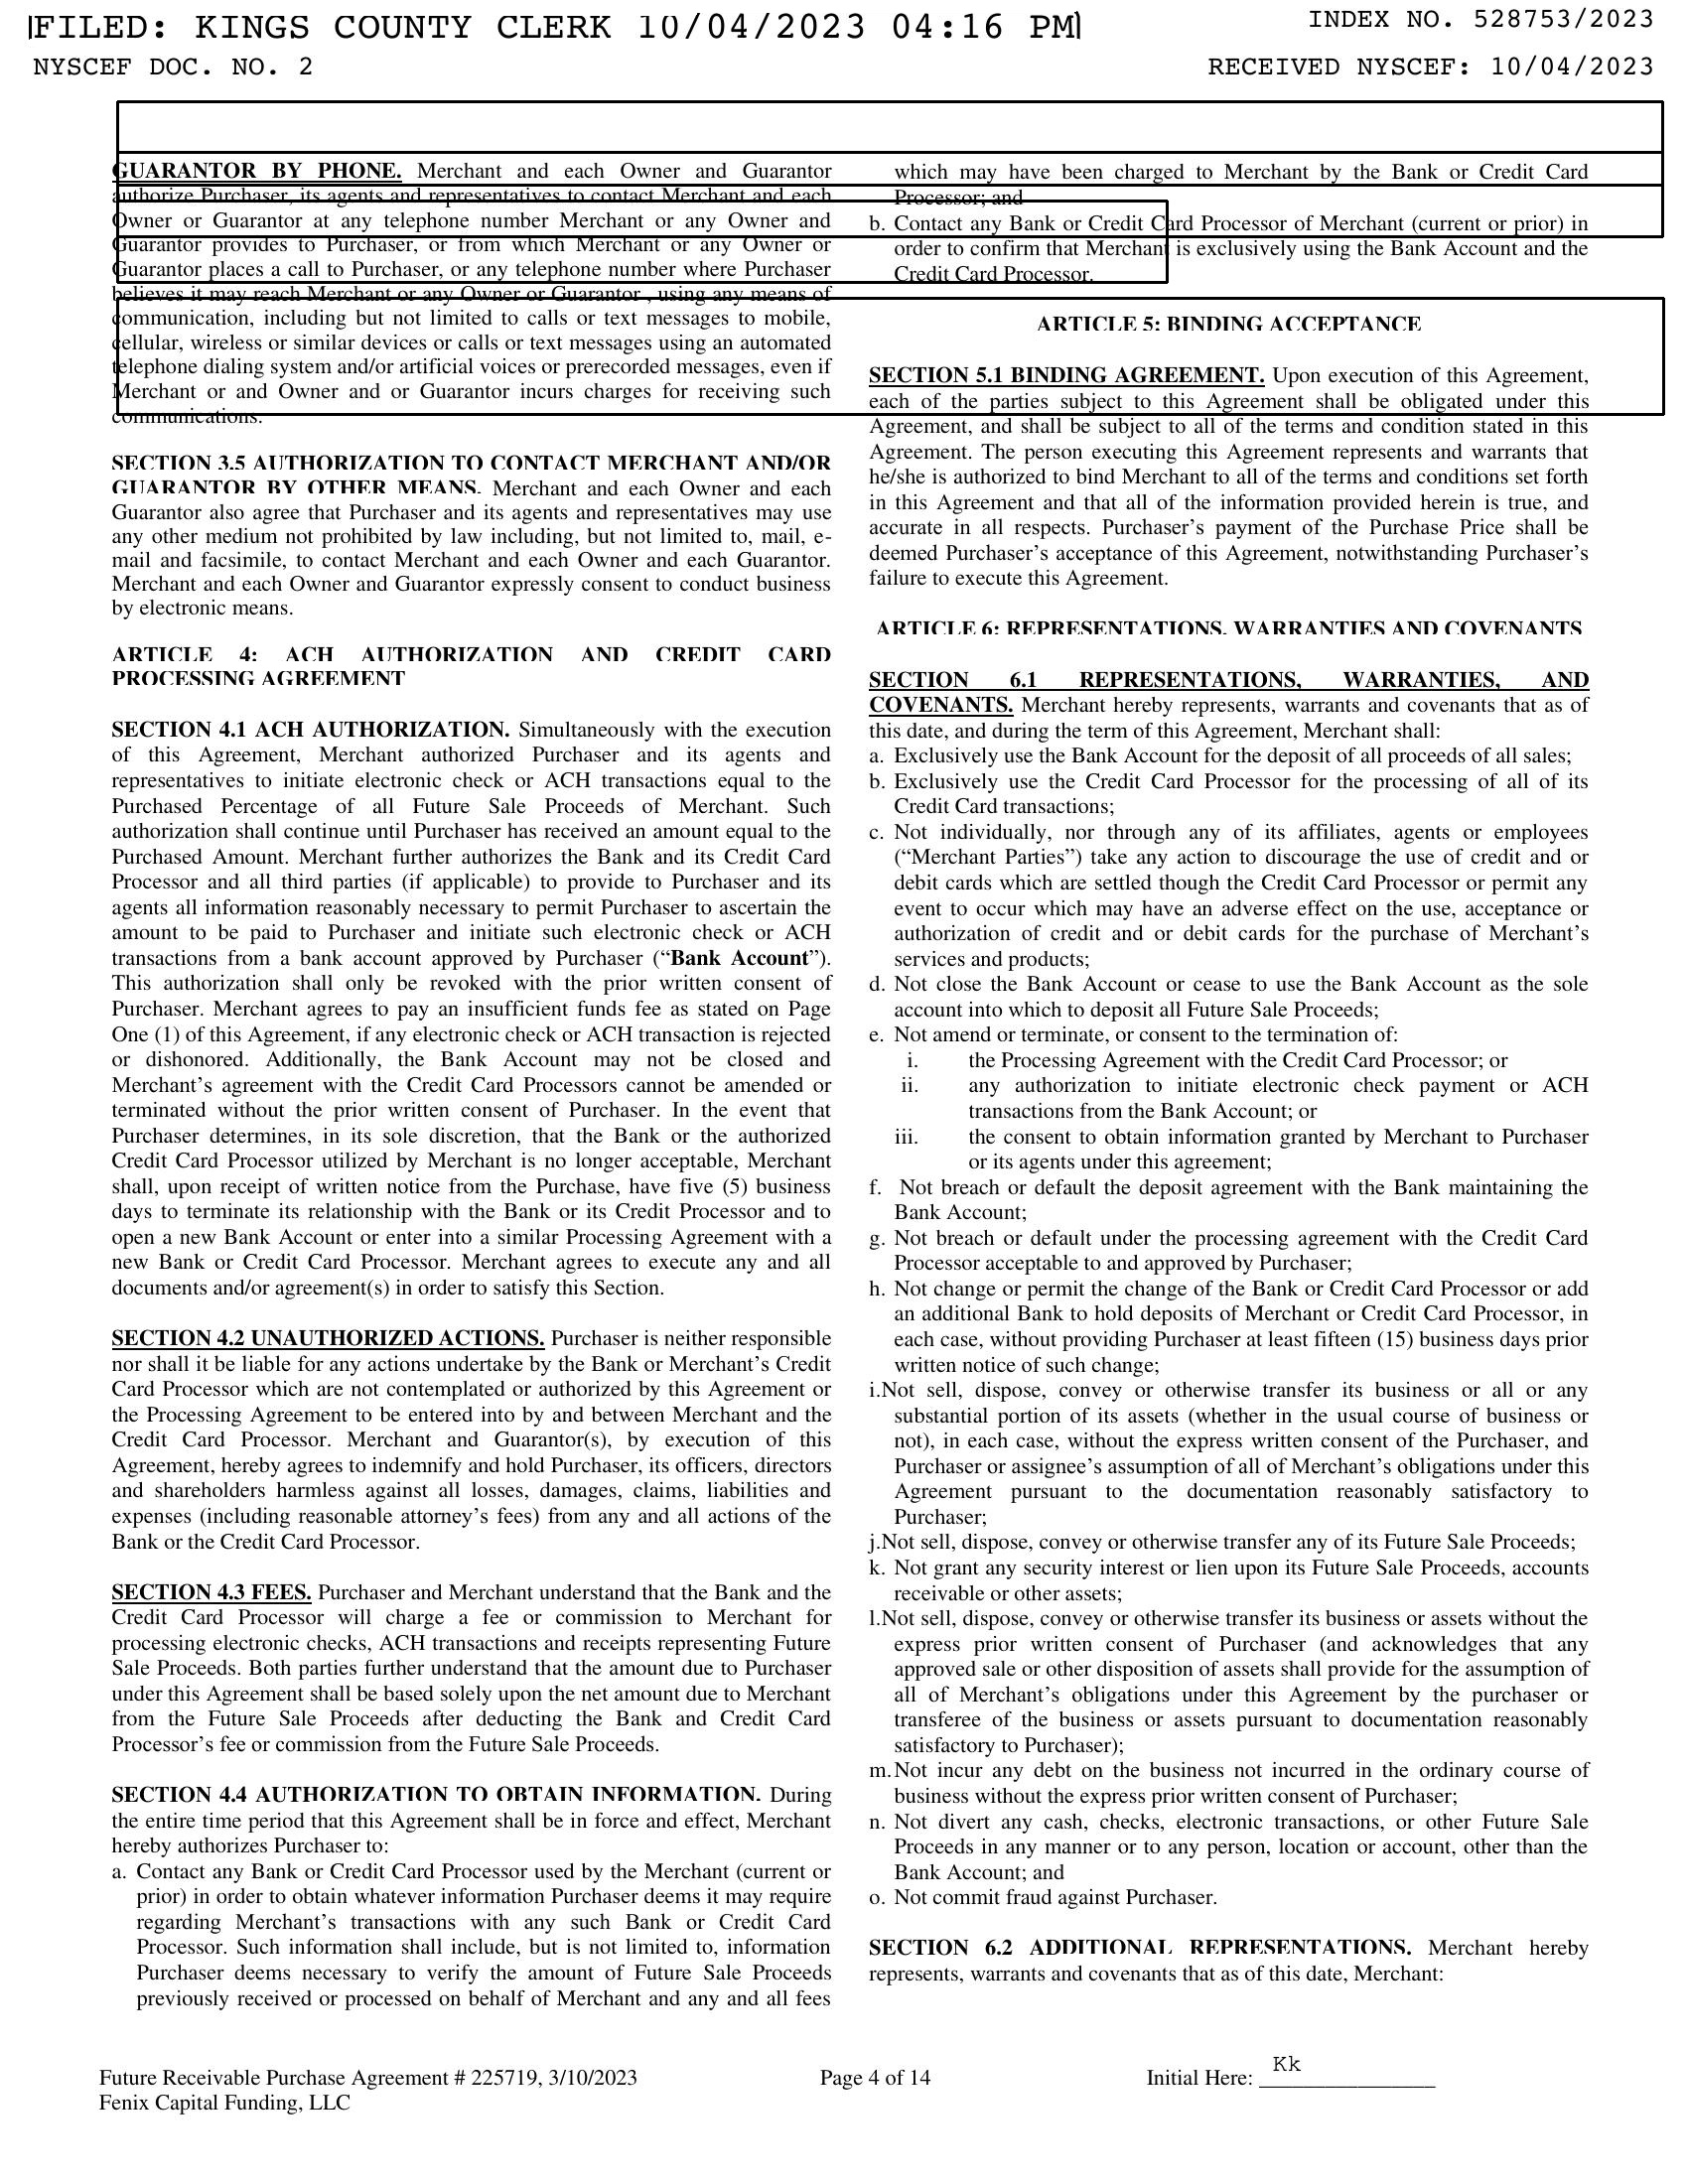 FILED: KINGS COUNTY CLERK 10/04/2023 04:16 PM
INDEX NO. 528753/2023
NYSCEF DOC. NO. 2
RECEIVED NYSCEF: 10/04/2023
GUARANTOR BY PHONE. Merchant and each Owner and Guarantor
authorize Purchaser, its agents and representatives to contact Merchant and each
Owner or Guarantor at any telephone number Merchant or any Owner and
Guarantor provides to Purchaser, or from which Merchant or any Owner or
Guarantor places a call to Purchaser, or any telephone number where Purchaser
believes it may reach Merchant or any Owner or Guarantor , using any means of
communication, including but not limited to calls or text messages to mobile,
cellular, wireless or similar devices or calls or text messages using an automated
telephone dialing system and/or artificial voices or prerecorded messages, even if
Merchant or and Owner and or Guarantor incurs charges for receiving such
communications.
SECTION 3.5 AUTHORIZATION TO CONTACT MERCHANT AND/OR
GUARANTOR BY OTHER MEANS. Merchant and each Owner and each
Guarantor also agree that Purchaser and its agents and representatives may use
any other medium not prohibited by law including, but not limited to, mail, e-
mail and facsimile, to contact Merchant and each Owner and each Guarantor.
Merchant and each Owner and Guarantor expressly consent to conduct business
by electronic means.
ARTICLE 4: ACH AUTHORIZATION AND CREDIT CARD
PROCESSING AGREEMENT
SECTION 4.1 ACH AUTHORIZATION. Simultaneously with the execution
of this Agreement, Merchant authorized Purchaser and its agents and
representatives to initiate electronic check or ACH transactions equal to the
Purchased Percentage of all Future Sale Proceeds of Merchant. Such
authorization shall continue until Purchaser has received an amount equal to the
Purchased Amount. Merchant further authorizes the Bank and its Credit Card
Processor and all third parties (if applicable) to provide to Purchaser and its
agents all information reasonably necessary to permit Purchaser to ascertain the
amount to be paid to Purchaser and initiate such electronic check or ACH
transactions from a bank account approved by Purchaser (“Bank Account”).
This authorization shall only be revoked with the prior written consent of
Purchaser. Merchant agrees to pay an insufficient funds fee as stated on Page
One (1) of this Agreement, if any electronic check or ACH transaction is rejected
or dishonored. Additionally, the Bank Account may not be closed and
Merchant’s agreement with the Credit Card Processors cannot be amended or
terminated without the prior written consent of Purchaser. In the event that
Purchaser determines, in its sole discretion, that the Bank or the authorized
Credit Card Processor utilized by Merchant is no longer acceptable, Merchant
shall, upon receipt of written notice from the Purchase, have five (5) business
days to terminate its relationship with the Bank or its Credit Processor and to
open a new Bank Account or enter into a similar Processing Agreement with a
new Bank or Credit Card Processor. Merchant agrees to execute any and all
documents and/or agreement(s) in order to satisfy this Section.
SECTION 4.2 UNAUTHORIZED ACTIONS. Purchaser is neither responsible
nor shall it be liable for any actions undertake by the Bank or Merchant’s Credit
Card Processor which are not contemplated or authorized by this Agreement or
the Processing Agreement to be entered into by and between Merchant and the
Credit Card Processor. Merchant and Guarantor(s), by execution of this
Agreement, hereby agrees to indemnify and hold Purchaser, its officers, directors
and shareholders harmless against all losses, damages, claims, liabilities and
expenses (including reasonable attorney’s fees) from any and all actions of the
Bank or the Credit Card Processor.
SECTION 4.3 FEES. Purchaser and Merchant understand that the Bank and the
Credit Card Processor will charge a fee or commission to Merchant for
processing electronic checks, ACH transactions and receipts representing Future
Sale Proceeds. Both parties further understand that the amount due to Purchaser
under this Agreement shall be based solely upon the net amount due to Merchant
from the Future Sale Proceeds after deducting the Bank and Credit Card
Processor’s fee or commission from the Future Sale Proceeds.
SECTION 4.4 AUTHORIZATION TO OBTAIN INFORMATION. During
the entire time period that this Agreement shall be in force and effect, Merchant
hereby authorizes Purchaser to:
a. Contact any Bank or Credit Card Processor used by the Merchant (current or
prior) in order to obtain whatever information Purchaser deems it may require
regarding Merchant’s transactions with any such Bank or Credit Card
Processor. Such information shall include, but is not limited to, information
Purchaser deems necessary to verify the amount of Future Sale Proceeds
previously received or processed on behalf of Merchant and any and all fees
which may have been charged to Merchant by the Bank or Credit Card
Processor; and
b. Contact any Bank or Credit Card Processor of Merchant (current or prior) in
order to confirm that Merchant is exclusively using the Bank Account and the
Credit Card Processor.
ARTICLE 5: BINDING ACCEPTANCE
SECTION 5.1 BINDING AGREEMENT. Upon execution of this Agreement,
each of the parties subject to this Agreement shall be obligated under this
Agreement, and shall be subject to all of the terms and condition stated in this
Agreement. The person executing this Agreement represents and warrants that
he/she is authorized to bind Merchant to all of the terms and conditions set forth
in this Agreement and that all of the information provided herein is true, and
accurate in all respects. Purchaser’s payment of the Purchase Price shall be
deemed Purchaser’s acceptance of this Agreement, notwithstanding Purchaser’s
failure to execute this Agreement.
ARTICLE 6: REPRESENTATIONS, WARRANTIES AND COVENANTS
SECTION 6.1 REPRESENTATIONS, WARRANTIES, AND
COVENANTS. Merchant hereby represents, warrants and covenants that as of
this date, and during the term of this Agreement, Merchant shall:
a. Exclusively use the Bank Account for the deposit of all proceeds of all sales;
b. Exclusively use the Credit Card Processor for the processing of all of its
Credit Card transactions;
c. Not individually, nor through any of its affiliates, agents or employees
(“Merchant Parties”) take any action to discourage the use of credit and or
debit cards which are settled though the Credit Card Processor or permit any
event to occur which may have an adverse effect on the use, acceptance or
authorization of credit and or debit cards for the purchase of Merchant’s
services and products;
d. Not close the Bank Account or cease to use the Bank Account as the sole
account into which to deposit all Future Sale Proceeds;
e. Not amend or terminate, or consent to the termination of:
i. the Processing Agreement with the Credit Card Processor; or
ii. any authorization to initiate electronic check payment or ACH
transactions from the Bank Account; or
iii. the consent to obtain information granted by Merchant to Purchaser
or its agents under this agreement;
f. Not breach or default the deposit agreement with the Bank maintaining the
Bank Account;
g. Not breach or default under the processing agreement with the Credit Card
Processor acceptable to and approved by Purchaser;
h. Not change or permit the change of the Bank or Credit Card Processor or add
an additional Bank to hold deposits of Merchant or Credit Card Processor, in
each case, without providing Purchaser at least fifteen (15) business days prior
written notice of such change;
i.Not sell, dispose, convey or otherwise transfer its business or all or any
substantial portion of its assets (whether in the usual course of business or
not), in each case, without the express written consent of the Purchaser, and
Purchaser or assignee’s assumption of all of Merchant’s obligations under this
Agreement pursuant to the documentation reasonably satisfactory to
Purchaser;
j.Not sell, dispose, convey or otherwise transfer any of its Future Sale Proceeds;
k. Not grant any security interest or lien upon its Future Sale Proceeds, accounts
receivable or other assets;
l.Not sell, dispose, convey or otherwise transfer its business or assets without the
express prior written consent of Purchaser (and acknowledges that any
approved sale or other disposition of assets shall provide for the assumption of
all of Merchant’s obligations under this Agreement by the purchaser or
transferee of the business or assets pursuant to documentation reasonably
satisfactory to Purchaser);
m.Not incur any debt on the business not incurred in the ordinary course of
business without the express prior written consent of Purchaser;
n. Not divert any cash, checks, electronic transactions, or other Future Sale
Proceeds in any manner or to any person, location or account, other than the
Bank Account; and
o. Not commit fraud against Purchaser.
SECTION 6.2 ADDITIONAL REPRESENTATIONS. Merchant hereby
represents, warrants and covenants that as of this date, Merchant:
Future Receivable Purchase Agreement # 225719, 3/10/2023
Fenix Capital Funding, LLC
Page 4 of 14
Initial Here: Kk